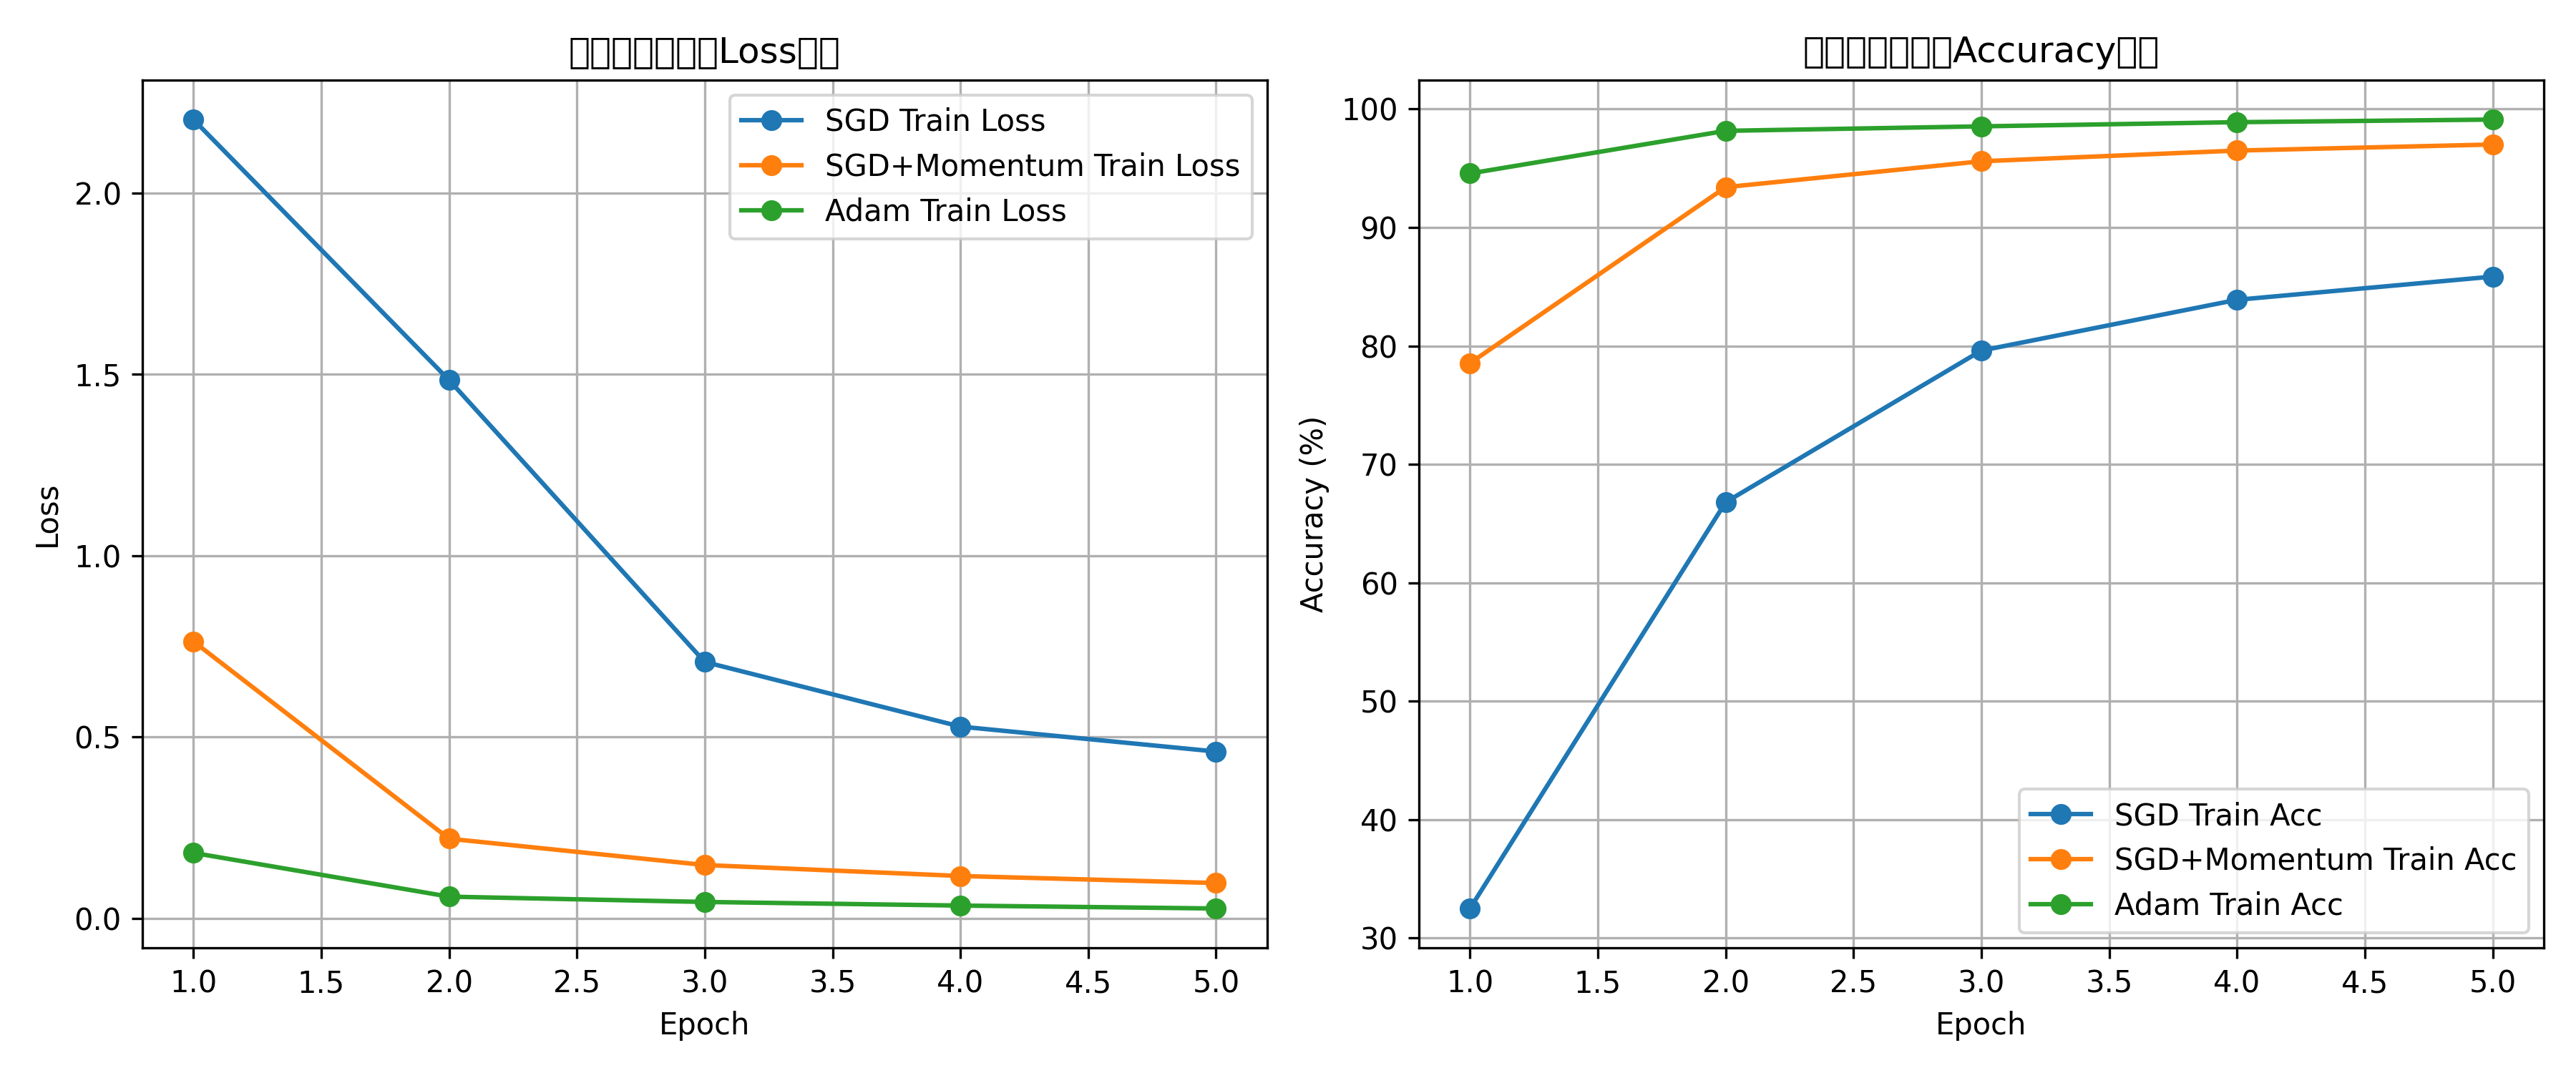 Loss
2.0
1.5
1.0
0.5
0.0
Loss
SGD Train Loss
SGD+Momentum Train Loss
Adam Train Loss
1.0 1.5 2.0 2.5 3.0 3.5 4.0 4.5 5.0
Epoch
Accuracy
100
90
80
70
60
50
40
30
Accuracy (%)
SGD Train Acc
SGD+Momentum Train Acc
Adam Train Acc
1.0 1.5 2.0 2.5 3.0 3.5 4.0 4.5 5.0
Epoch